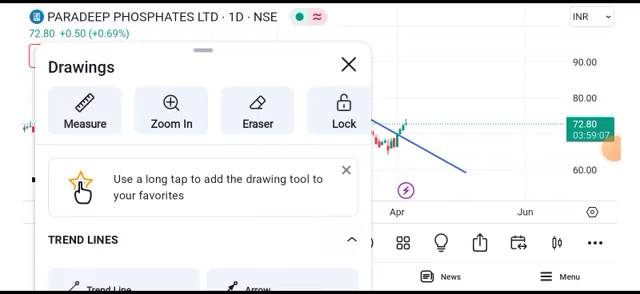 PARADEEP PHOSPHATES LTD · 1D · NSE
INR
72.80 +0.50 (+0.69%)
Drawings
90.00
Measure
Zoom In
Eraser
Lock
80.00
72.80
03:59:07
Use a long tap to add the drawing tool to
your favorites
60.00
Apr
Jun
TREND LINES
News
Menu
Trend Line
Arrow